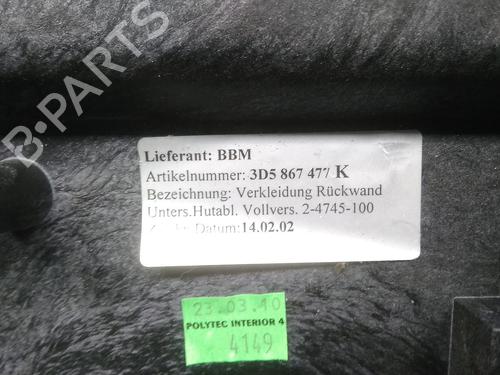 B-PARTS
Lieferant: BBM
Artikelnummer: 3D5 867 477 K
Bezeichnung: Verkleidung Rückwand
Unters.Hutabl. Vollvers. 2-4745-100
Datum:14.02.02
23.03.10
POLYTEC INTERIOR 4
4149